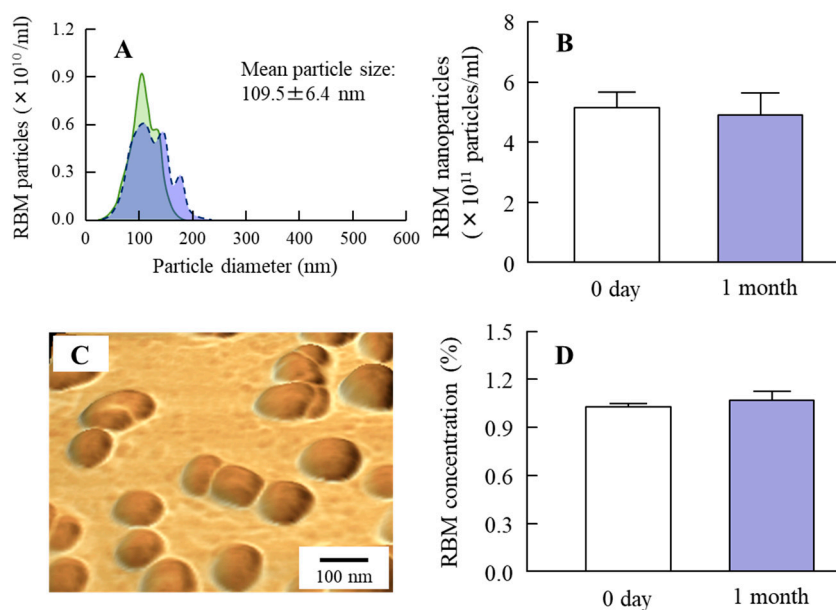 A
RBM particles (×10¹⁰/ml)
1.2
0.9
0.6
0.3
0.0
Mean particle size:
109.5±6.4 nm
0
100
200
300
400
500
600
Particle diameter (nm)
B
RBM nanoparticles
(×10¹¹ particles/ml)
8
6
4
2
0
0 day
1 month
C
100 nm
D
RBM concentration (%)
1.5
1.2
0.9
0.6
0.3
0.0
0 day
1 month